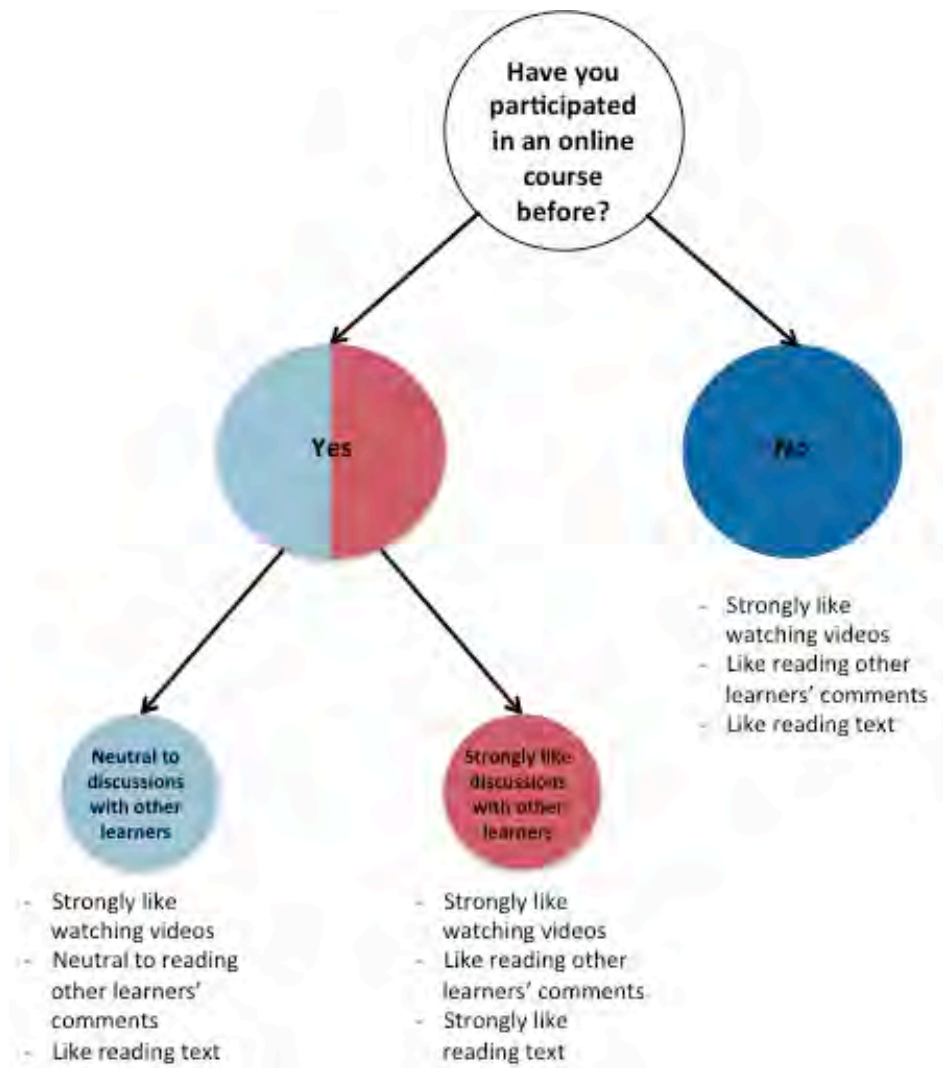 Have you
participated
in an online
course
before?
Yes
No
- Strongly like
watching videos
- Like reading other
learners' comments
- Like reading text
Neutral to
discussions
with other
learners
Strongly like
discussions
with other
learners
- Strongly like
watching videos
- Neutral to reading
other learners'
comments
- Like reading text
- Strongly like
watching videos
- Like reading other
learners' comments
- Strongly like
reading text